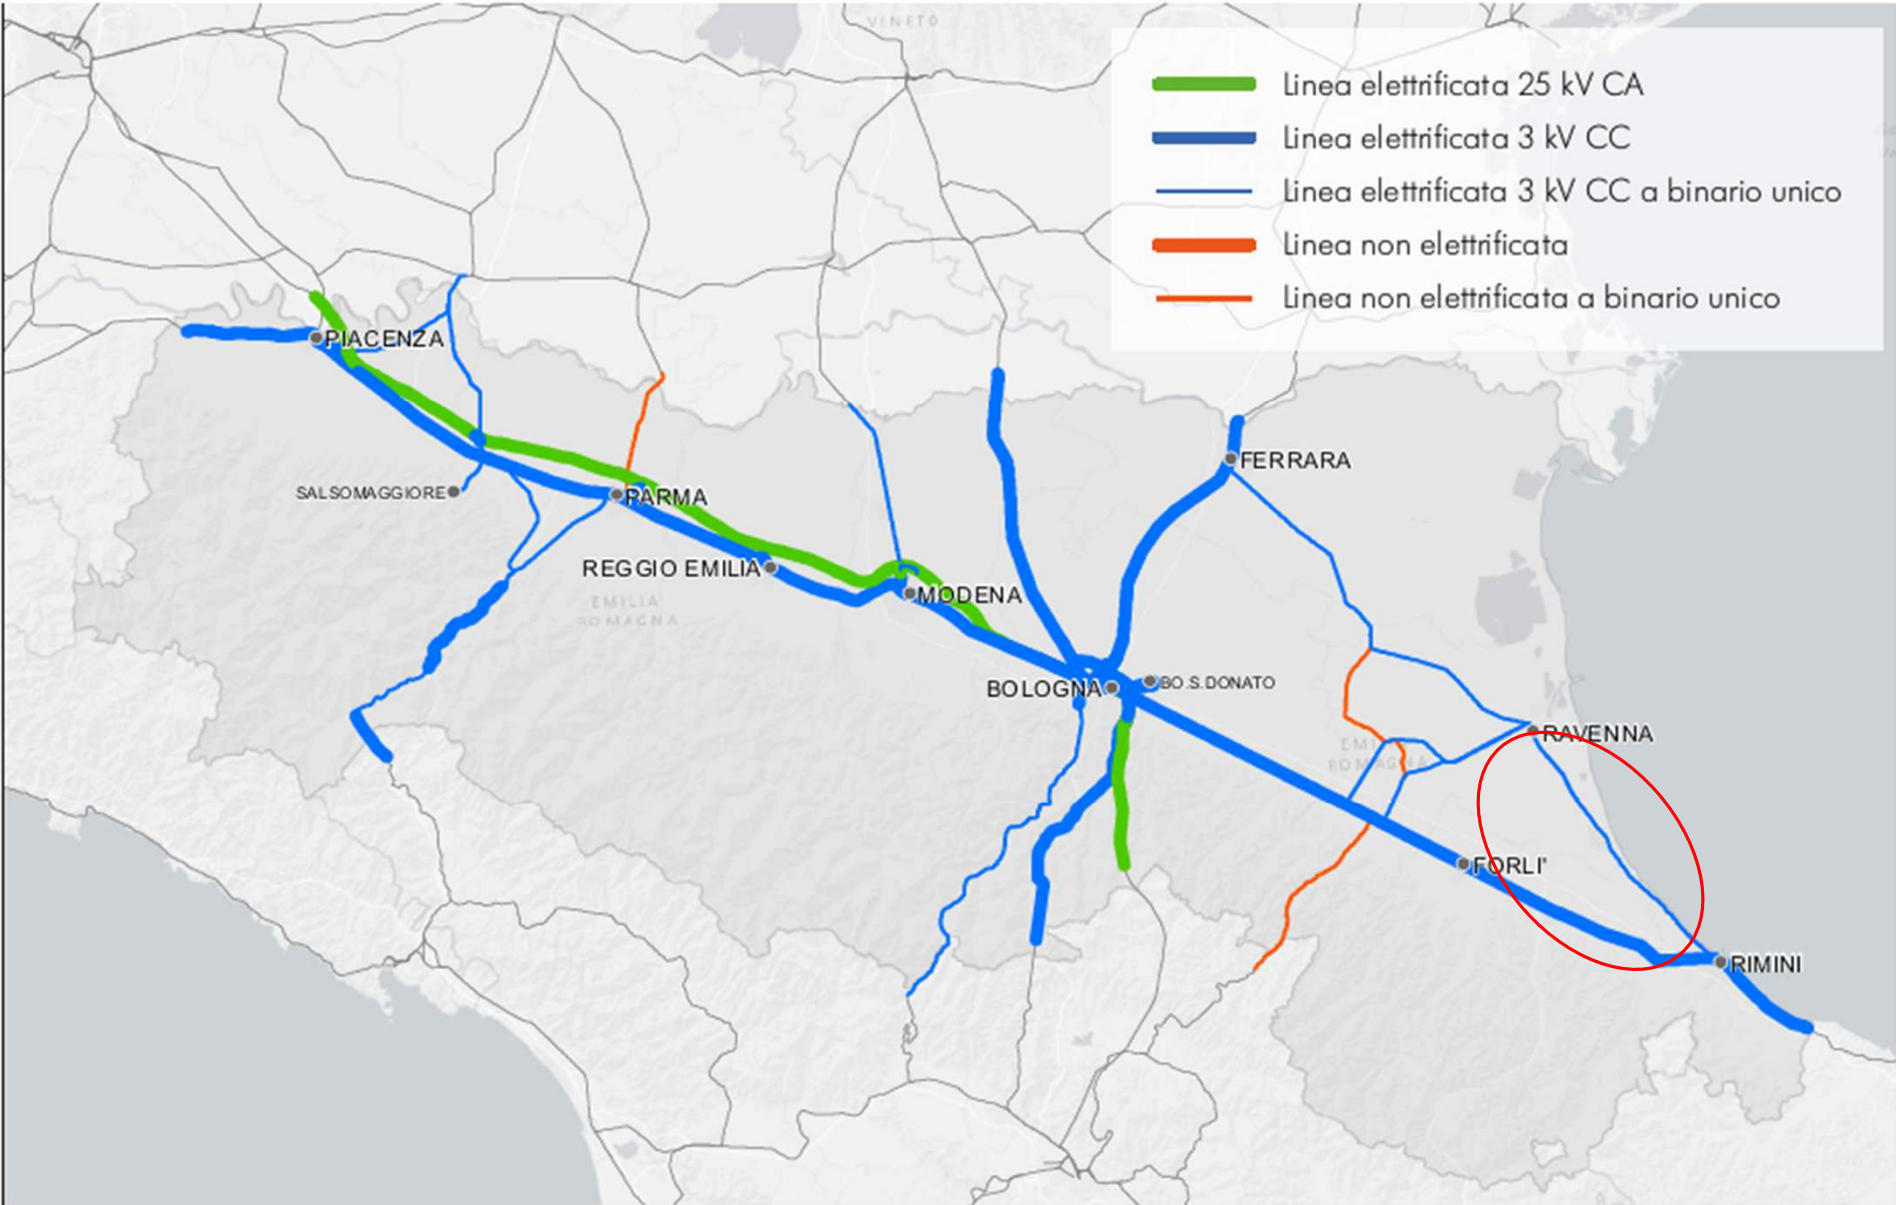 VENETO
Linea elettrificata 25 kV CA
Linea elettrificata 3 kV CC
Linea elettrificata 3 kV CC a binario unico
Linea non elettrificata
Linea non elettrificata a binario unico
PIACENZA
FERRARA
SALSOMAGGIORE
PARMA
REGGIO EMILIA
MODENA
EMILIA
ROMAGNA
BOLOGNA
BO.S.DONATO
RAVENNA
ROMAGNA
FORLI'
RIMINI